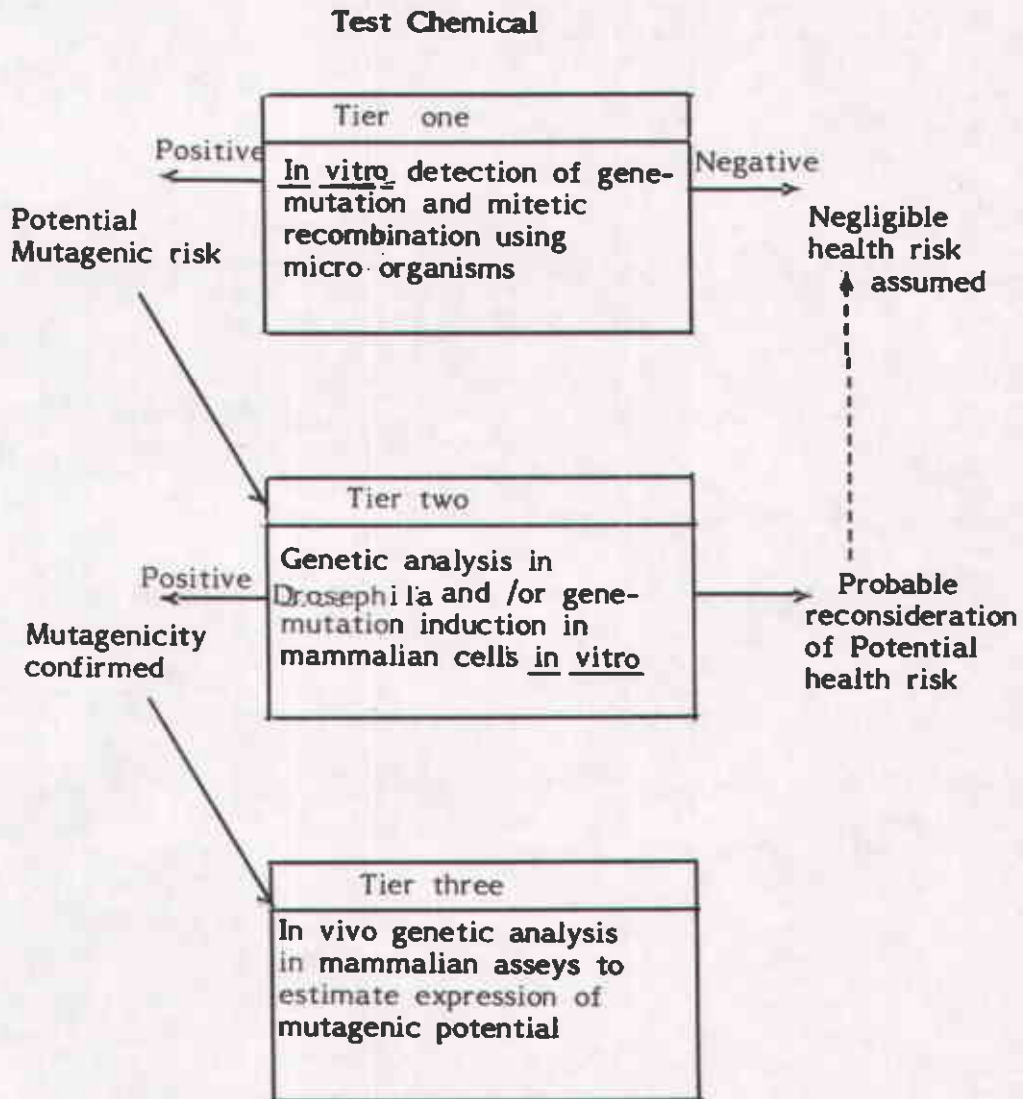 Test Chemical
Tier one
Positive
Negative
In vitro detection of gene-
mutation and mitetic
recombination using
micro organisms
Potential
Mutagenic risk
Negligible
health risk
assumed
Tier two
Positive
Genetic analysis in
Drosephila and /or gene-
mutation induction in
mammalian cells in vitro
Mutagenicity
confirmed
Probable
reconsideration
of Potential
health risk
Tier three
In vivo genetic analysis
in mammalian asseys to
estimate expression of
mutagenic potential